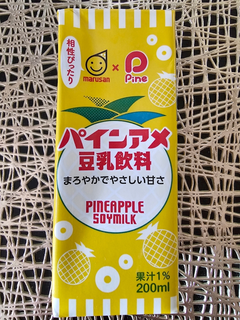 相性ぴったり
marusan × Pine
パインアメ
豆乳飲料
まろやかでやさしい甘さ
PINEAPPLE
SOYMILK
果汁1%
200ml